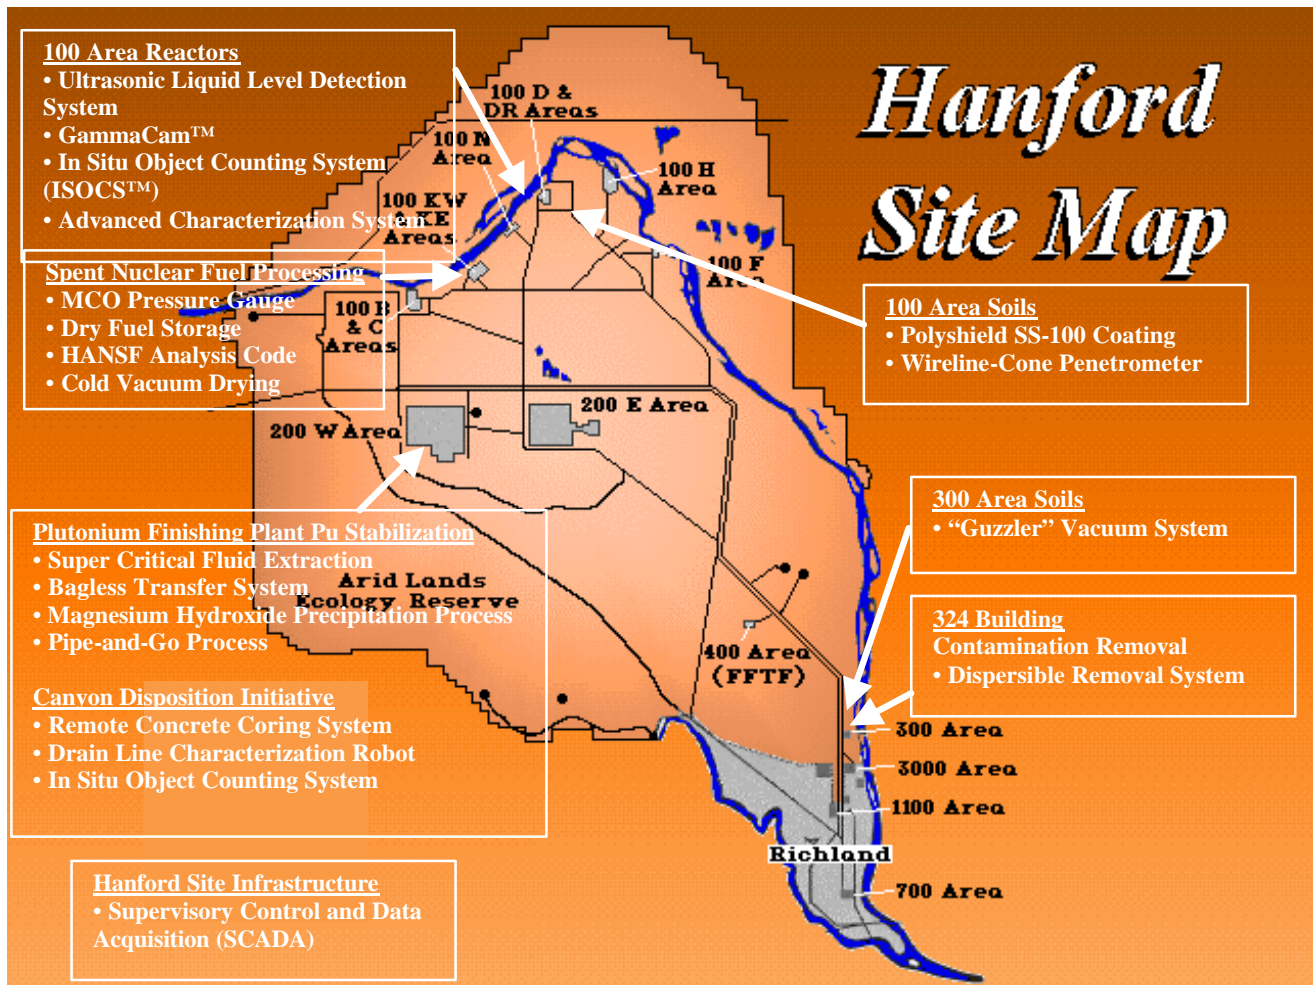 Hanford
Site Map
100 Area Reactors
• Ultrasonic Liquid Level Detection
System
• GammaCam™
• In Situ Object Counting System
(ISOCS™)
• Advanced Characterization System
Spent Nuclear Fuel Processing
• MCO Pressure Gauge
• Dry Fuel Storage
• HANSF Analysis Code
• Cold Vacuum Drying
100 D &
DR Areas
100 N
Area
100 H
Area
100 KW
& KE
Areas
100 F
Area
100 B
& C
Areas
100 Area Soils
• Polyshield SS-100 Coating
• Wireline-Cone Penetrometer
200 E Area
200 W Area
300 Area Soils
• “Guzzler” Vacuum System
Plutonium Finishing Plant Pu Stabilization
• Super Critical Fluid Extraction
• Bagless Transfer System
• Magnesium Hydroxide Precipitation Process
• Pipe-and-Go Process
Arid Lands
Ecology Reserve
Canyon Disposition Initiative
• Remote Concrete Coring System
• Drain Line Characterization Robot
• In Situ Object Counting System
324 Building
Contamination Removal
• Dispersible Removal System
400 Area
(FFTF)
300 Area
3000 Area
1100 Area
Richland
700 Area
Hanford Site Infrastructure
• Supervisory Control and Data
Acquisition (SCADA)